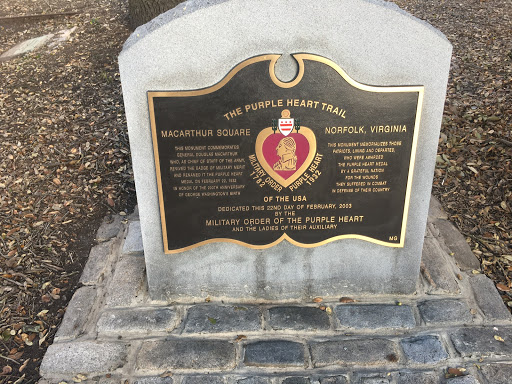 THE PURPLE HEART TRAIL
MACARTHUR SQUARE
NORFOLK, VIRGINIA
THIS MONUMENT COMMEMORATES
GENERAL DOUGLAS MACARTHUR
WHO, AS CHIEF OF STAFF OF THE ARMY,
REVIVED THE BADGE OF MILITARY MERIT
AND RENAMED IT THE PURPLE HEART
MEDAL ON FEBRUARY 22, 1932
IN HONOR OF THE 200TH ANNIVERSARY
OF GEORGE WASHINGTON'S BIRTH
THIS MONUMENT MEMORIALIZES THOSE
PATRIOTS, LIVING AND DEPARTED,
WHO WERE AWARDED
THE PURPLE HEART MEDAL
BY A GRATEFUL NATION
FOR THE WOUNDS
THEY SUFFERED IN COMBAT
IN DEFENSE OF THEIR COUNTRY
MILITARY ORDER
1782
PURPLE HEART
1932
OF THE USA
DEDICATED THIS 22ND DAY OF FEBRUARY, 2003
BY THE
MILITARY ORDER OF THE PURPLE HEART
AND THE LADIES OF THEIR AUXILIARY
MG